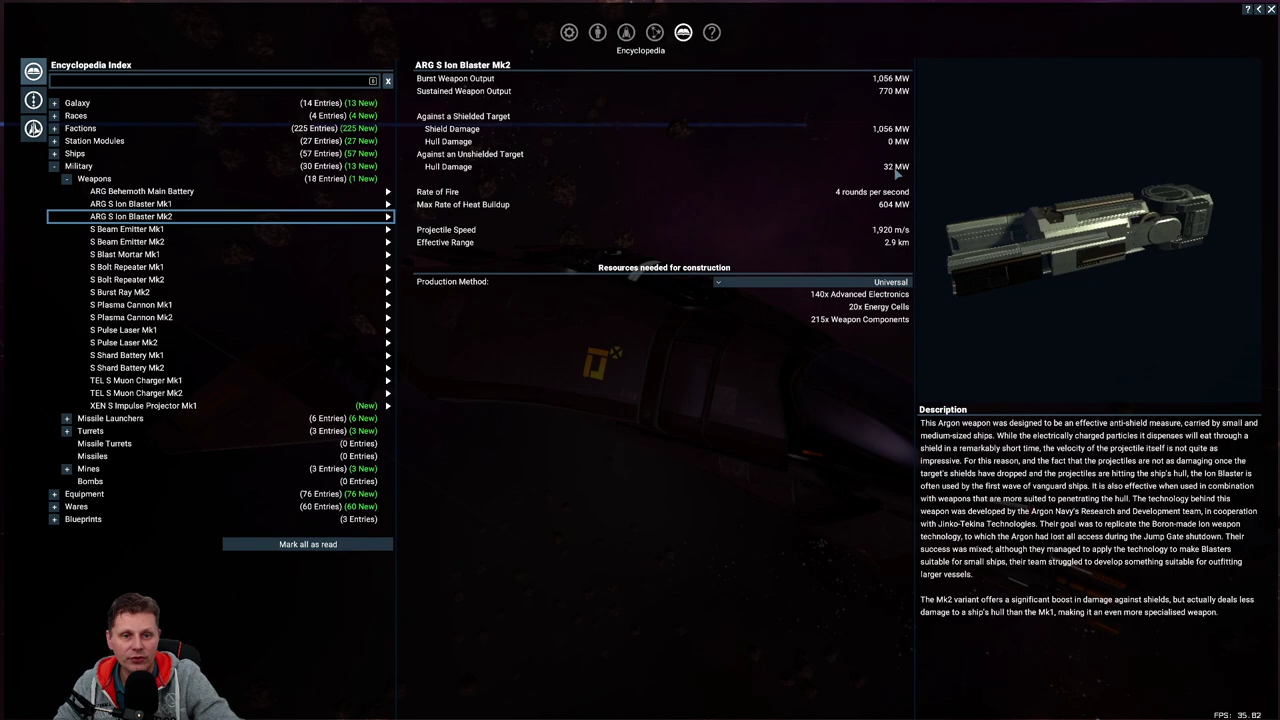 ? < X
Encyclopedia
Encyclopedia Index
x
Galaxy (14 Entries) (13 New)
Races (4 Entries) (4 New)
Factions (225 Entries) (225 New)
Station Modules (27 Entries) (27 New)
Ships (57 Entries) (57 New)
Military (30 Entries) (13 New)
Weapons (18 Entries) (1 New)
ARG Behemoth Main Battery
ARG S Ion Blaster Mk1
ARG S Ion Blaster Mk2
S Beam Emitter Mk1
S Beam Emitter Mk2
S Blast Mortar Mk1
S Bolt Repeater Mk1
S Bolt Repeater Mk2
S Burst Ray Mk2
S Plasma Cannon Mk1
S Plasma Cannon Mk2
S Pulse Laser Mk1
S Pulse Laser Mk2
S Shard Battery Mk1
S Shard Battery Mk2
TEL S Muon Charger Mk1
TEL S Muon Charger Mk2
XEN S Impulse Projector Mk1 (New)
Missile Launchers (6 Entries) (6 New)
Turrets (3 Entries) (3 New)
Missile Turrets (0 Entries)
Missiles (0 Entries)
Mines (3 Entries) (3 New)
Bombs (0 Entries)
Equipment (76 Entries) (76 New)
Wares (60 Entries) (60 New)
Blueprints (3 Entries)
Mark all as read
ARG S Ion Blaster Mk2
Burst Weapon Output 1,056 MW
Sustained Weapon Output 770 MW
Against a Shielded Target
Shield Damage 1,056 MW
Hull Damage 0 MW
Against an Unshielded Target
Hull Damage 32 MW
Rate of Fire 4 rounds per second
Max Rate of Heat Buildup 604 MW
Projectile Speed 1,920 m/s
Effective Range 2.9 km
Resources needed for construction
Production Method: Universal
140x Advanced Electronics
20x Energy Cells
215x Weapon Components
Description
This Argon weapon was designed to be an effective anti-shield measure, carried by small and
medium-sized ships. While the electrically charged particles it dispenses will eat through a
shield in a remarkably short time, the velocity of the projectile itself is not quite as
impressive. For this reason, and the fact that the projectiles are not as damaging once the
target's shields have dropped and the projectiles are hitting the ship's hull, the Ion Blaster is
often used by the first wave of vanguard ships. It is also effective when used in combination
with weapons that are more suited to penetrating the hull. The technology behind this
weapon was developed by the Argon Navy's Research and Development team, in cooperation
with Jinko-Tekina Technologies. Their goal was to replicate the Boron-made Ion weapon
technology, to which the Argon had lost all access during the Jump Gate shutdown. Their
success was mixed; although they managed to apply the technology to make Blasters
suitable for small ships, their team struggled to develop something suitable for outfitting
larger vessels.
The Mk2 variant offers a significant boost in damage against shields, but actually deals less
damage to a ship's hull than the Mk1, making it an even more specialised weapon.
FPS: 35.82